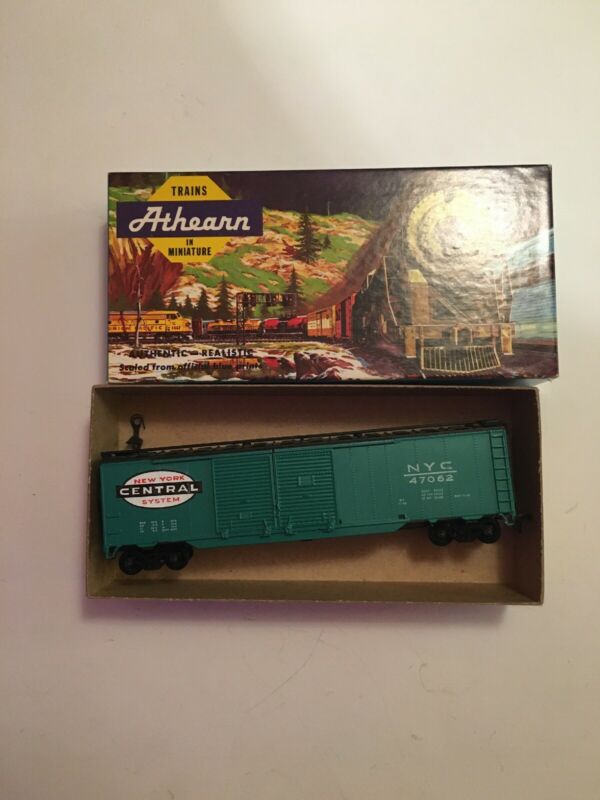 TRAINS
Athearn
IN
MINIATURE
AUTHENTIC — REALISTIC
Scaled from official blue prints
NEW YORK
CENTRAL
SYSTEM
NYC
47062